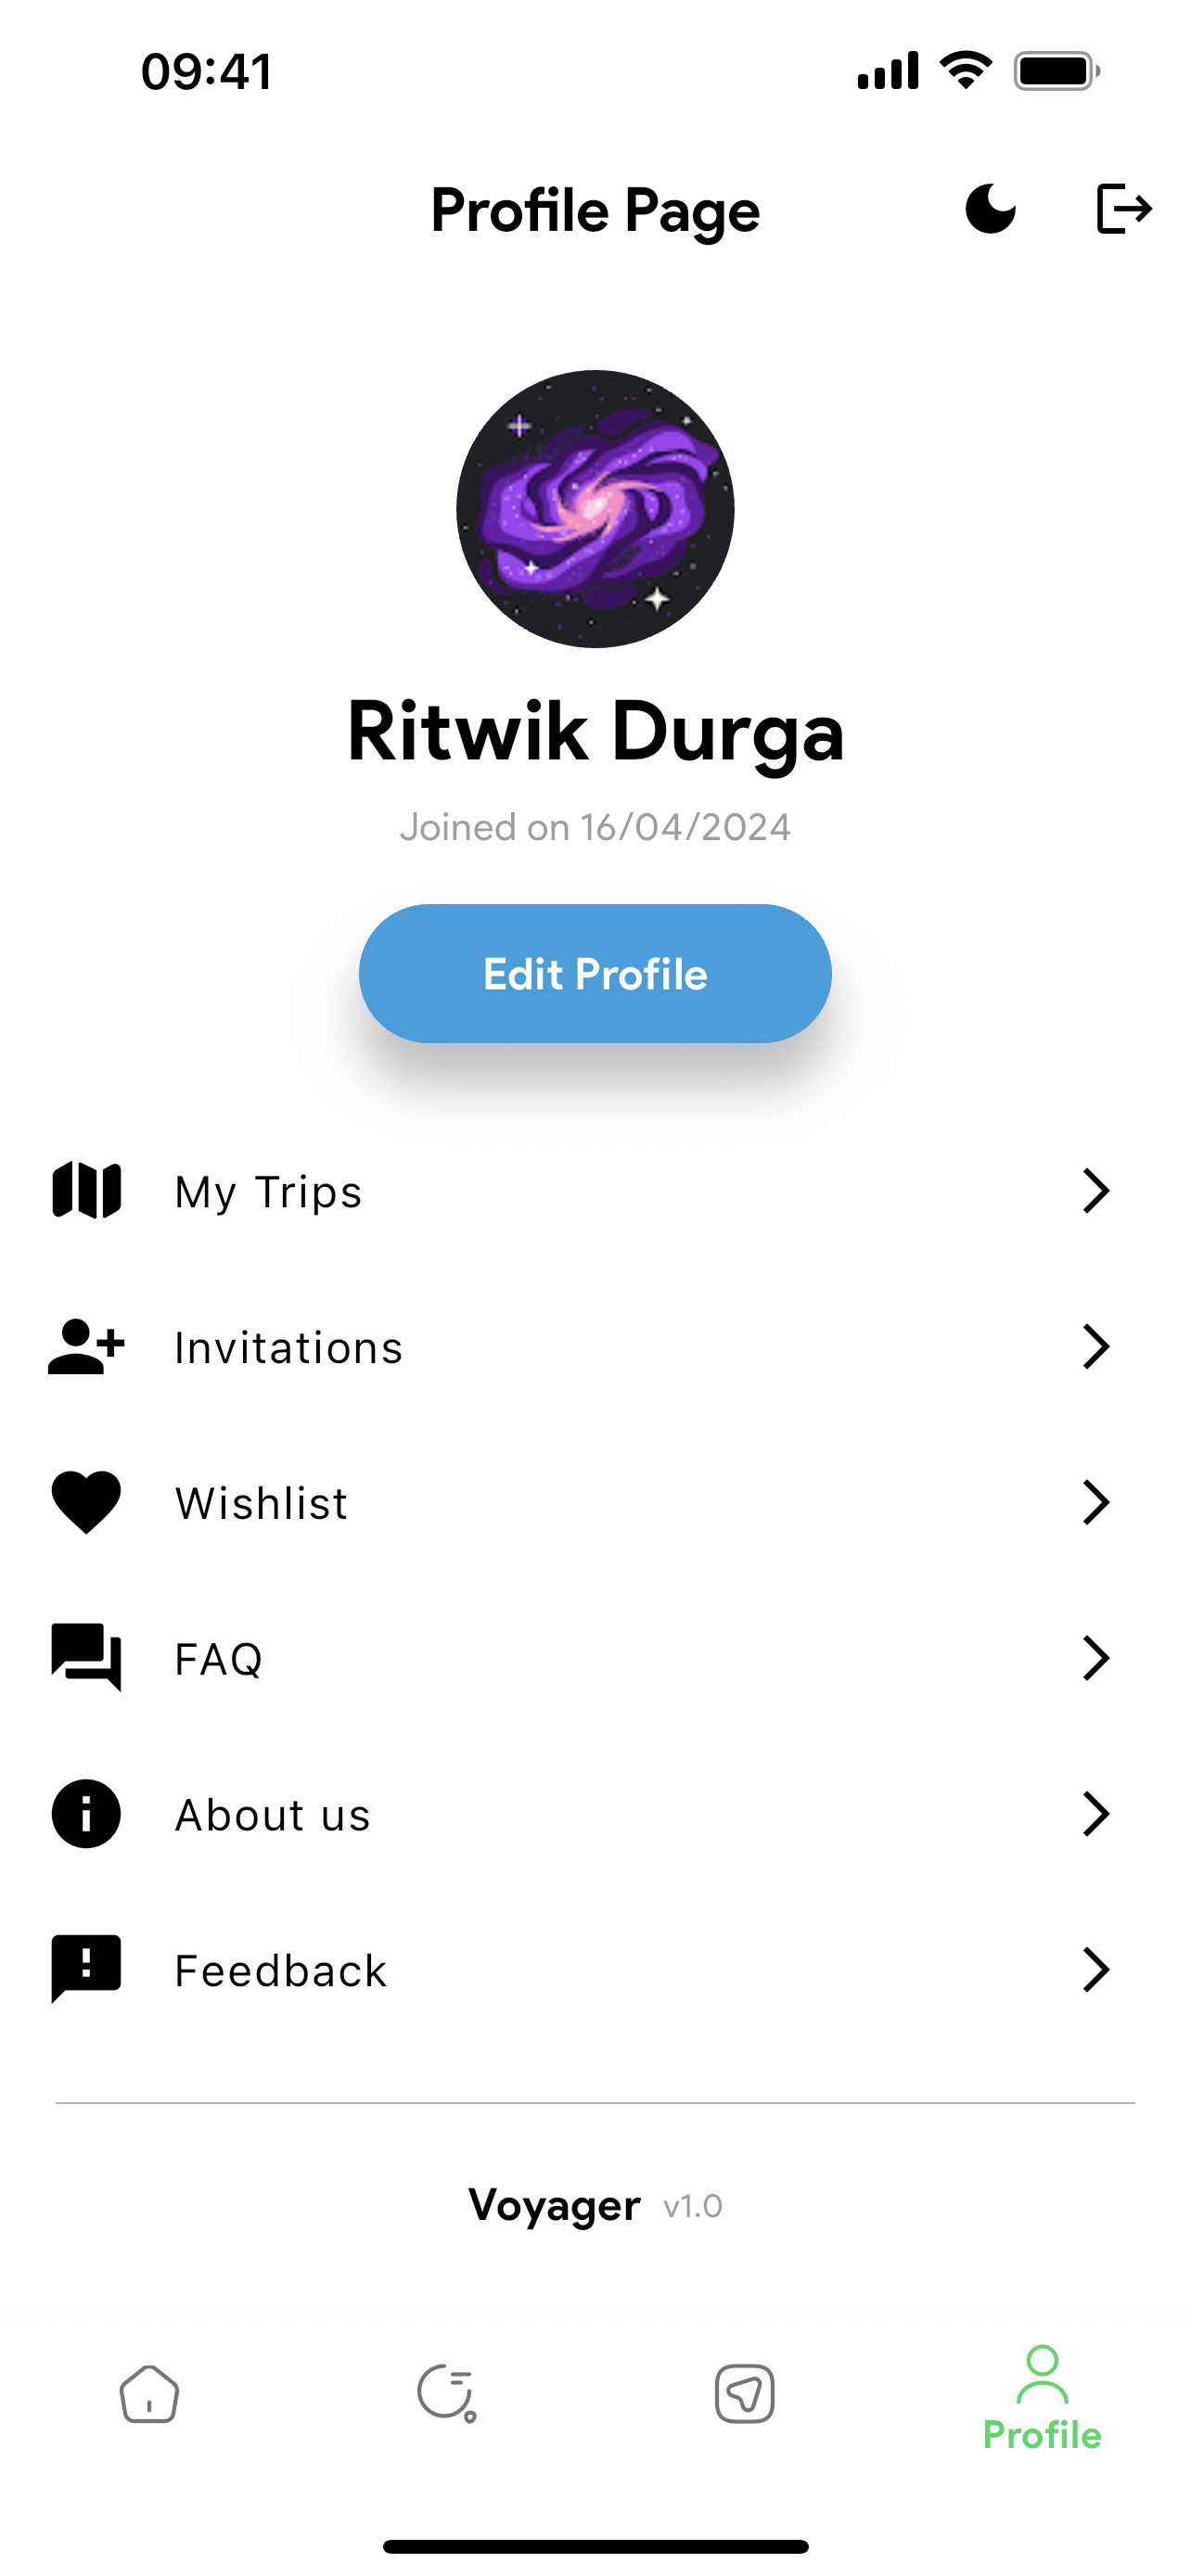 09:41
Profile Page
Ritwik Durga
Joined on 16/04/2024
Edit Profile
My Trips
Invitations
Wishlist
FAQ
About us
Feedback
Voyager v1.0
Profile